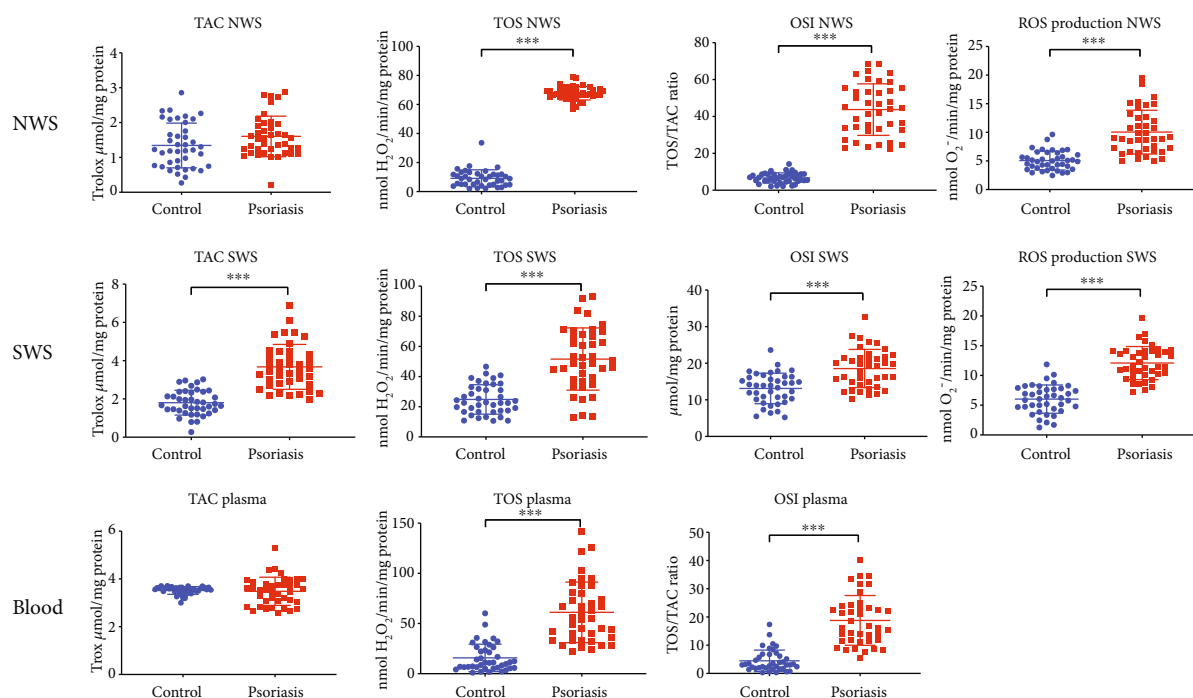 NWS
TAC NWS
Trolox μmol/mg protein
4
3
2
1
0
Control Psoriasis
TOS NWS
nmol H₂O₂/min/mg protein
100
80
60
40
20
0
***
Control Psoriasis
OSI NWS
TOS/TAC ratio
80
60
40
20
0
***
Control Psoriasis
ROS production NWS
nmol O₂⁻/min/mg protein
25
20
15
10
5
0
***
Control Psoriasis
SWS
TAC SWS
Trolox μmol/mg protein
8
6
4
2
0
***
Control Psoriasis
TOS SWS
nmol H₂O₂/min/mg protein
100
80
60
40
20
0
***
Control Psoriasis
OSI SWS
μmol/mg protein
40
30
20
10
0
***
Control Psoriasis
ROS production SWS
nmol O₂⁻/min/mg protein
25
20
15
10
5
0
***
Control Psoriasis
Blood
TAC plasma
Trox μmol/mg protein
6
4
2
0
Control Psoriasis
TOS plasma
nmol H₂O₂/min/mg protein
150
100
75
50
25
0
***
Control Psoriasis
OSI plasma
TOS/TAC ratio
50
40
30
20
10
0
***
Control Psoriasis